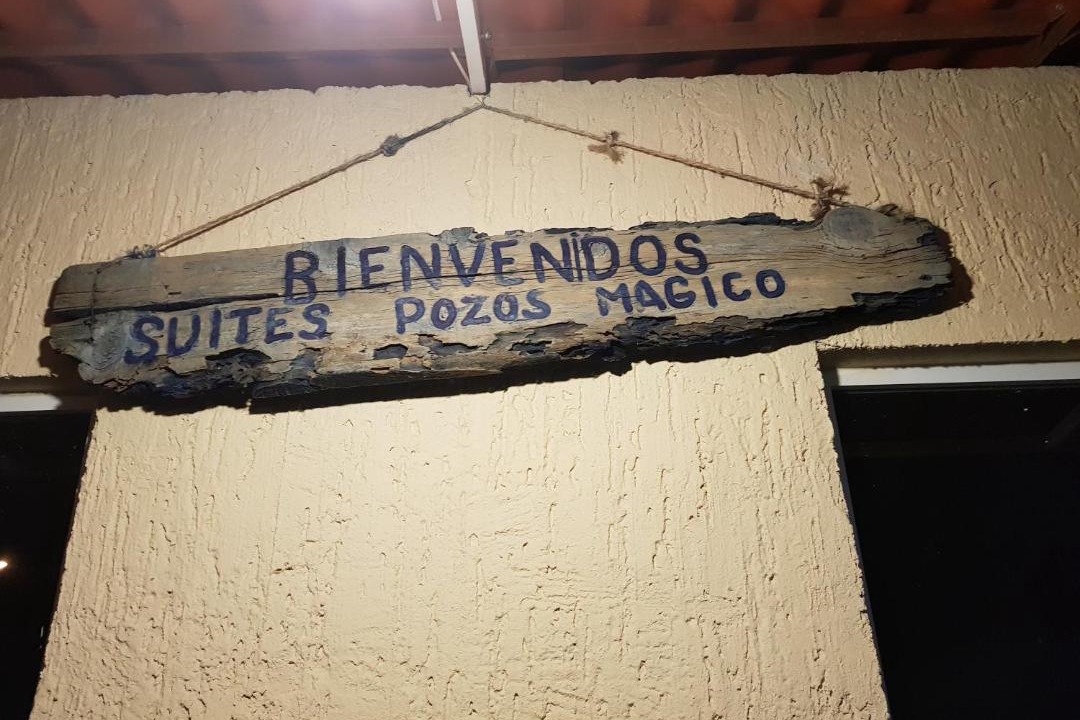 BIENVENIDOS
SUITES POZOS MAGICO